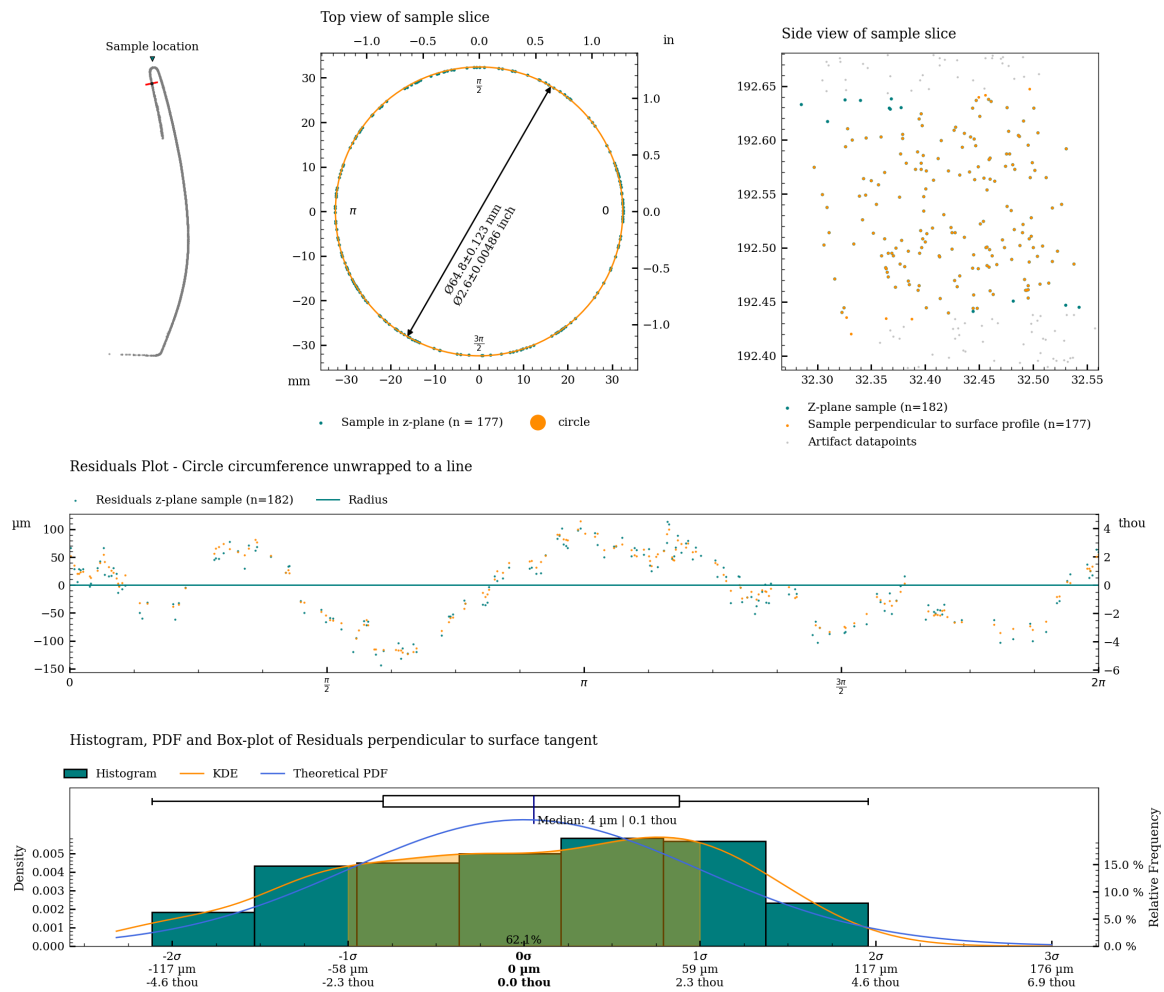 Sample location
Top view of sample slice
−1.0 −0.5 0.0 0.5 1.0 in
30
20
10
0
−10
−20
−30
1.0
0.5
0.0
−0.5
−1.0
π/2
π
0
3π/2
Ø64.8±0.123 mm
Ø2.6±0.00486 inch
mm −30 −20 −10 0 10 20 30
Sample in z-plane (n = 177) circle
Side view of sample slice
192.65
192.60
192.55
192.50
192.45
192.40
32.30 32.35 32.40 32.45 32.50 32.55
Z-plane sample (n=182)
Sample perpendicular to surface profile (n=177)
Artifact datapoints
Residuals Plot - Circle circumference unwrapped to a line
Residuals z-plane sample (n=182) Radius
µm
100
50
0
−50
−100
−150
thou
4
2
0
−2
−4
−6
0 π/2 π 3π/2 2π
Histogram, PDF and Box-plot of Residuals perpendicular to surface tangent
Histogram KDE Theoretical PDF
Median: 4 µm | 0.1 thou
Density
0.005
0.004
0.003
0.002
0.001
0.000
Relative Frequency
15.0 %
10.0 %
5.0 %
0.0 %
62.1%
-2σ -1σ 0σ 1σ 2σ 3σ
-117 µm -58 µm 0 µm 59 µm 117 µm 176 µm
-4.6 thou -2.3 thou 0.0 thou 2.3 thou 4.6 thou 6.9 thou